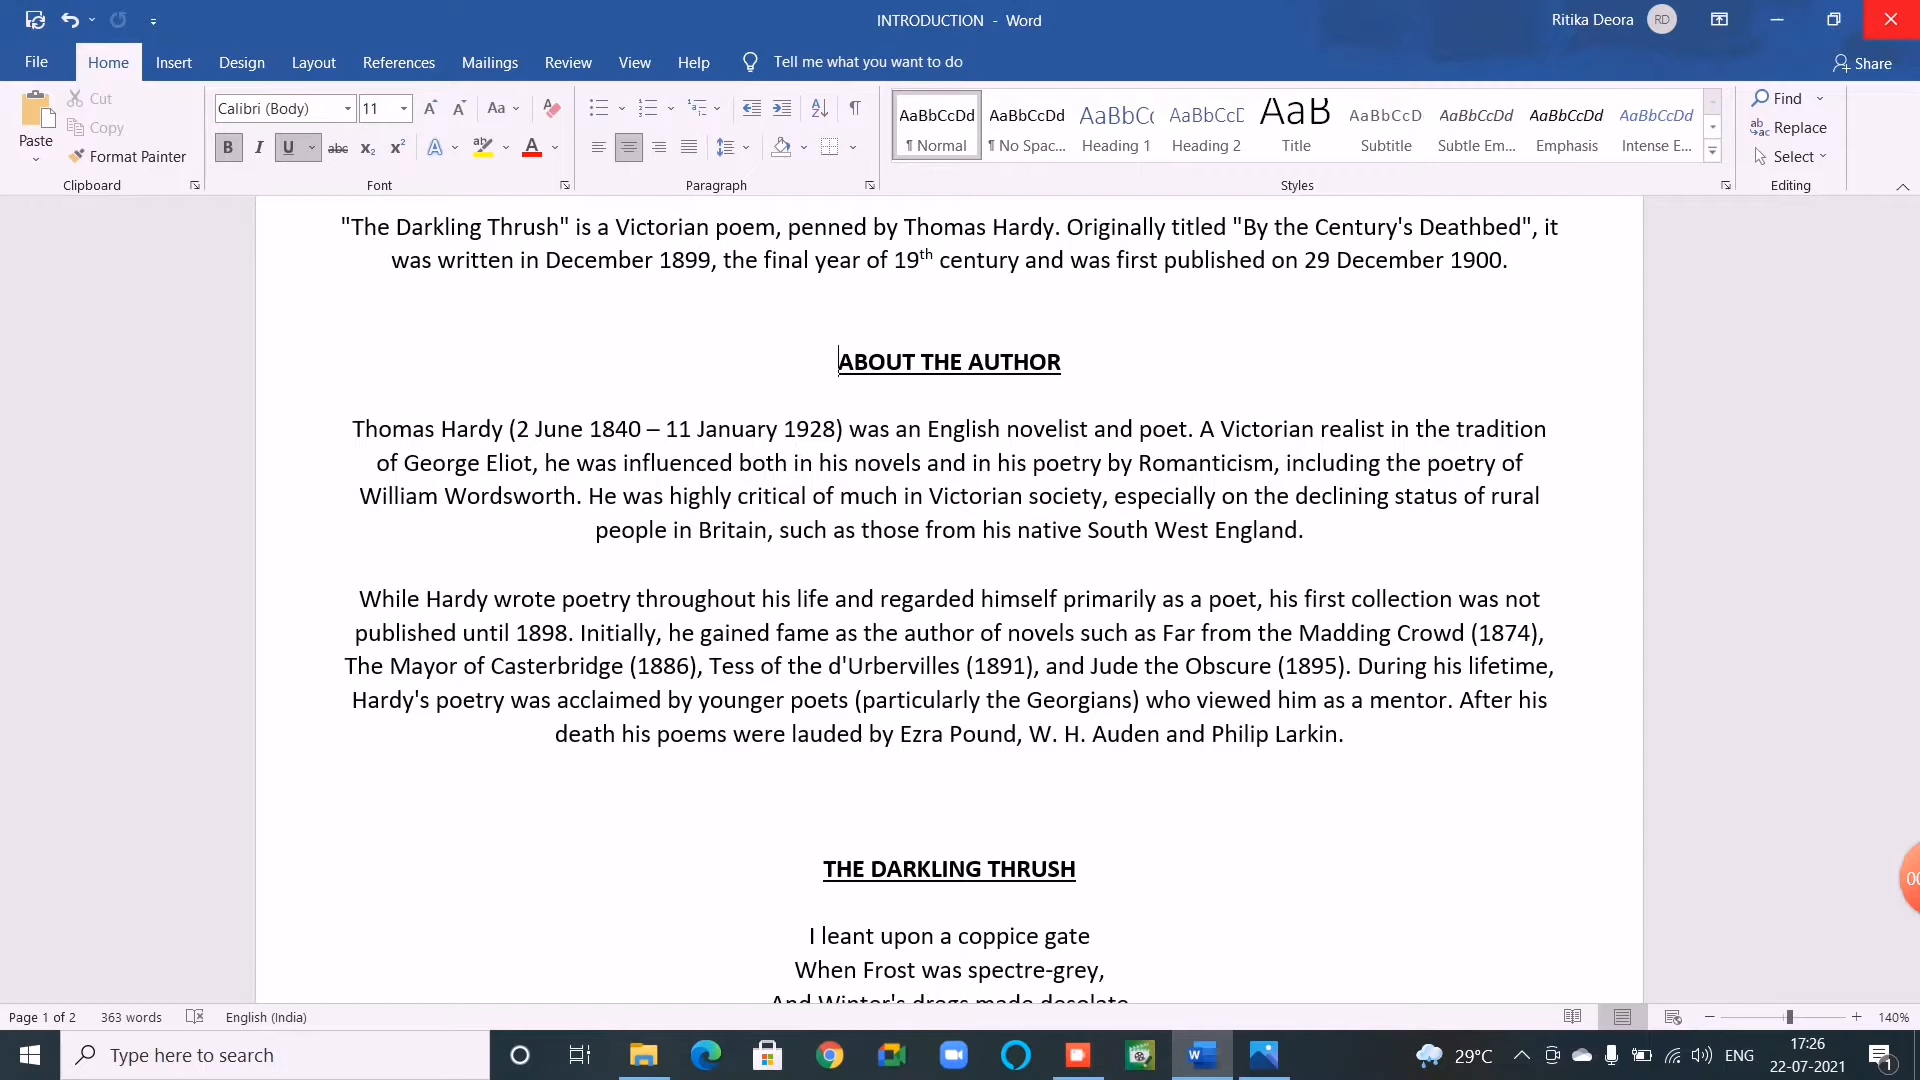 INTRODUCTION - Word
Ritika Deora RD
File Home Insert Design Layout References Mailings Review View Help Tell me what you want to do Share
Paste
Cut
Copy
Format Painter
Clipboard
Calibri (Body) 11
Font
Paragraph
AaBbCcDd AaBbCcDd AaBbCc AaBbCcD AaB AaBbCcD AaBbCcDd AaBbCcDd AaBbCcDd
¶ Normal ¶ No Spac... Heading 1 Heading 2 Title Subtitle Subtle Em... Emphasis Intense E...
Styles
Find
Replace
Select
Editing
"The Darkling Thrush" is a Victorian poem, penned by Thomas Hardy. Originally titled "By the Century's Deathbed", it
was written in December 1899, the final year of 19th century and was first published on 29 December 1900.
ABOUT THE AUTHOR
Thomas Hardy (2 June 1840 – 11 January 1928) was an English novelist and poet. A Victorian realist in the tradition
of George Eliot, he was influenced both in his novels and in his poetry by Romanticism, including the poetry of
William Wordsworth. He was highly critical of much in Victorian society, especially on the declining status of rural
people in Britain, such as those from his native South West England.
While Hardy wrote poetry throughout his life and regarded himself primarily as a poet, his first collection was not
published until 1898. Initially, he gained fame as the author of novels such as Far from the Madding Crowd (1874),
The Mayor of Casterbridge (1886), Tess of the d'Urbervilles (1891), and Jude the Obscure (1895). During his lifetime,
Hardy's poetry was acclaimed by younger poets (particularly the Georgians) who viewed him as a mentor. After his
death his poems were lauded by Ezra Pound, W. H. Auden and Philip Larkin.
THE DARKLING THRUSH
I leant upon a coppice gate
When Frost was spectre-grey,
And Winter's dregs made desolate
Page 1 of 2 363 words English (India) 140%
Type here to search
29°C ENG
17:26
22-07-2021
1